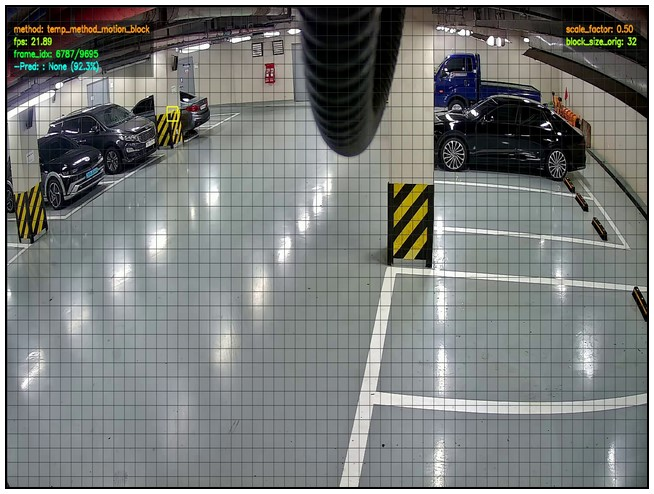 method: temp_method_motion_block
fps: 21.89
frame_idx: 6787/9695
-Pred: : None (92.3%)
scale_factor: 0.50
block_size_orig: 32